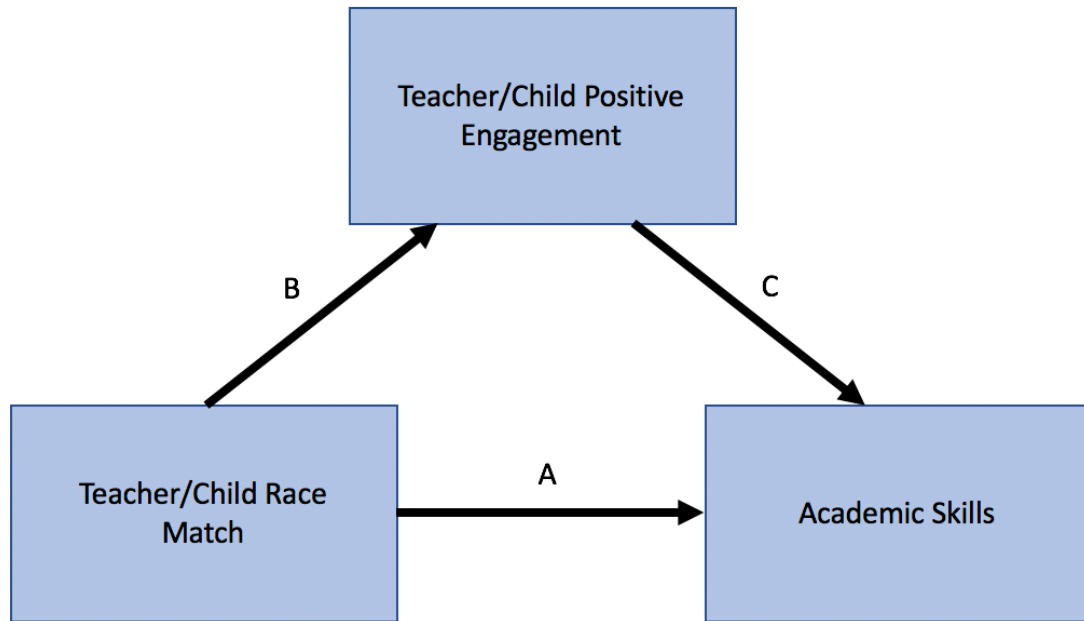 Teacher/Child Positive
Engagement
B
C
Teacher/Child Race
Match
A
Academic Skills